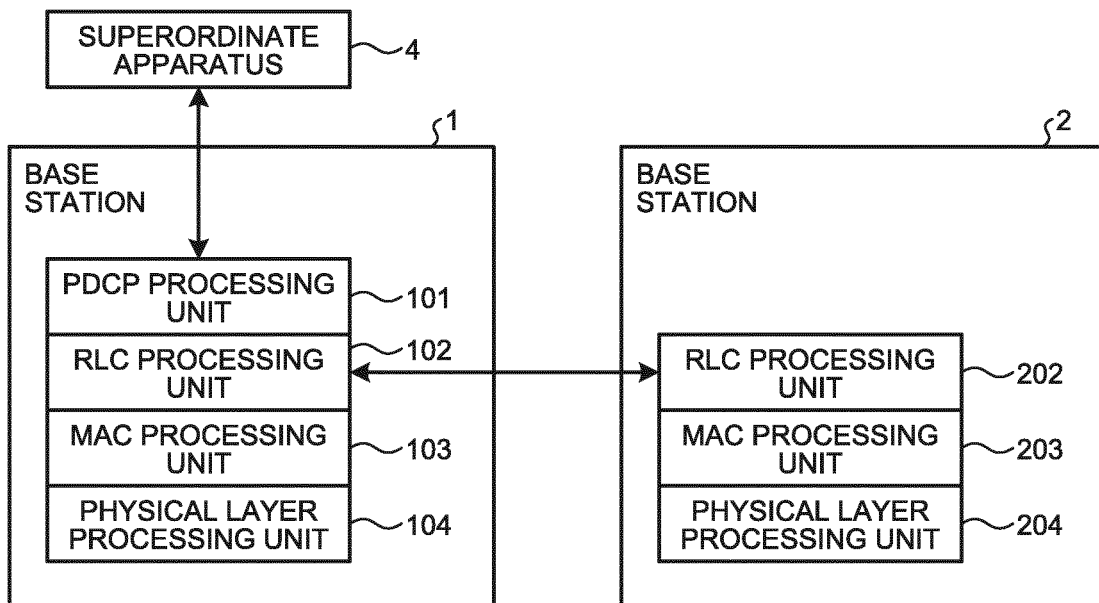 SUPERORDINATE
APPARATUS
4
1
BASE
STATION
PDCP PROCESSING
UNIT
101
RLC PROCESSING
UNIT
102
MAC PROCESSING
UNIT
103
PHYSICAL LAYER
PROCESSING UNIT
104
2
BASE
STATION
RLC PROCESSING
UNIT
202
MAC PROCESSING
UNIT
203
PHYSICAL LAYER
PROCESSING UNIT
204